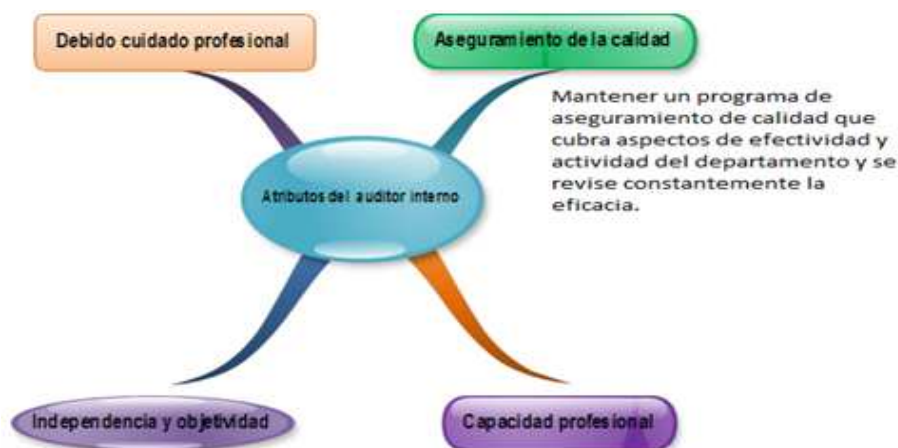 Debido cuidado profesional
Aseguramiento de la calidad
Mantener un programa de
aseguramiento de calidad que
cubra aspectos de efectividad y
actividad del departamento y se
revise constantemente la
eficacia.
Atributos del auditor interno
Independencia y objetividad
Capacidad profesional